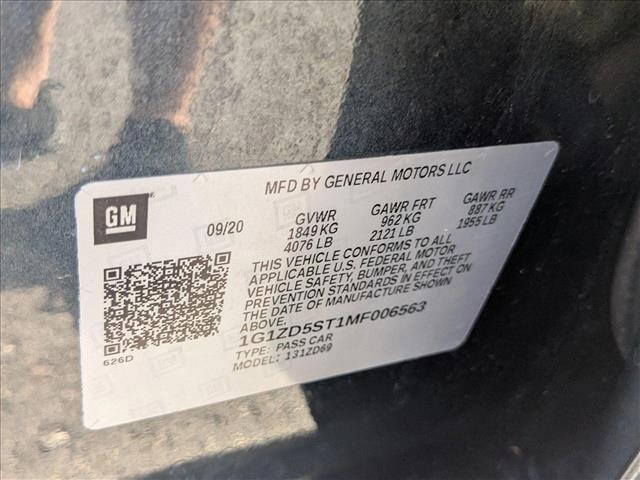 MFD BY GENERAL MOTORS LLC
GM
09/20
GVWR
1849 KG
4076 LB
GAWR FRT
962 KG
2121 LB
GAWR RR
887 KG
1955 LB
THIS VEHICLE CONFORMS TO ALL
APPLICABLE U.S. FEDERAL MOTOR
VEHICLE SAFETY, BUMPER, AND THEFT
PREVENTION STANDARDS IN EFFECT ON
THE DATE OF MANUFACTURE SHOWN
ABOVE.
1G1ZD5ST1MF006563
TYPE: PASS CAR
MODEL: 131ZD69
626D